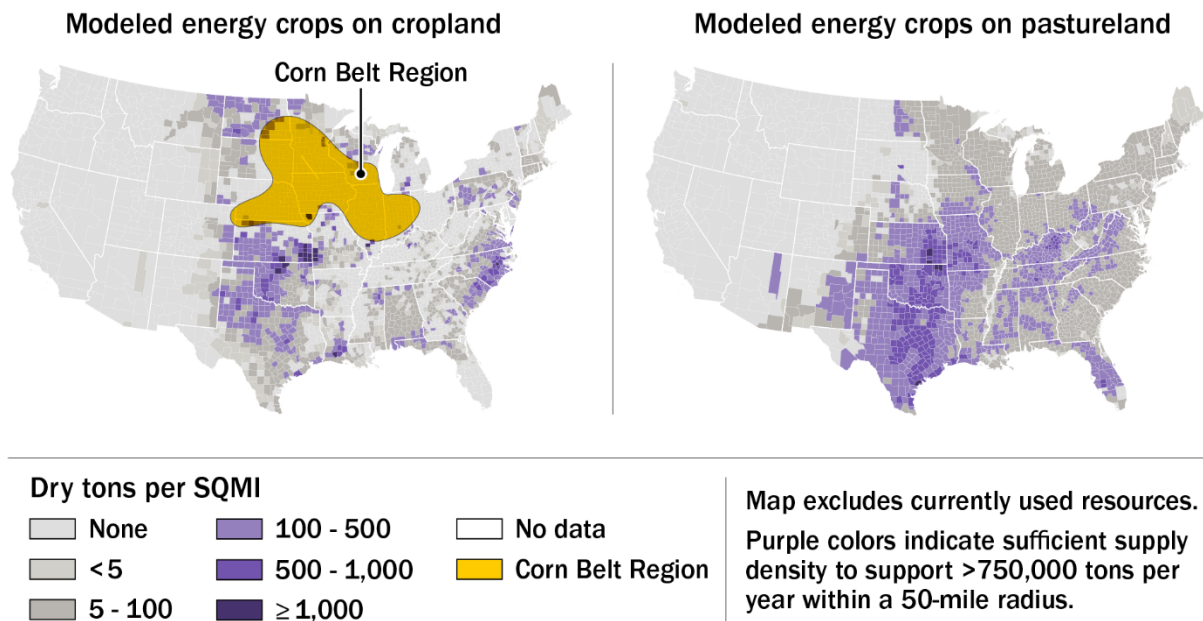 Modeled energy crops on cropland
Corn Belt Region
Modeled energy crops on pastureland
Dry tons per SQMI
None
<5
5 - 100
100 - 500
500 - 1,000
≥ 1,000
No data
Corn Belt Region
Map excludes currently used resources.
Purple colors indicate sufficient supply
density to support >750,000 tons per
year within a 50-mile radius.